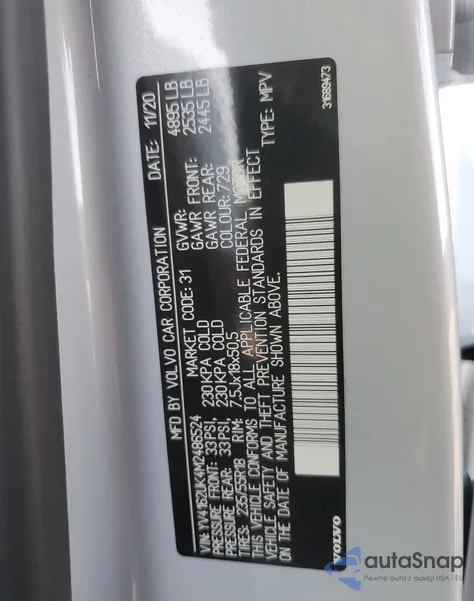 MFD BY VOLVO CAR CORPORATION DATE: 11/20
VIN: YV4162UK4M2486524 MARKET CODE: 31 GVWR: 4895 LB
PRESSURE FRONT: 33 PSI, 230 KPA COLD GAWR FRONT: 2535 LB
PRESSURE REAR: 33 PSI, 230 KPA COLD GAWR REAR: 2445 LB
TIRES: 235/55R18 RIM: 7,5Jx18x50,5 COLOUR: 729
THIS VEHICLE CONFORMS TO ALL APPLICABLE FEDERAL MOTOR
VEHICLE SAFETY AND THEFT PREVENTION STANDARDS IN EFFECT
ON THE DATE OF MANUFACTURE SHOWN ABOVE. TYPE: MPV
VOLVO
31689473
autaSnap
Pewne auta z aukcji USA i EU